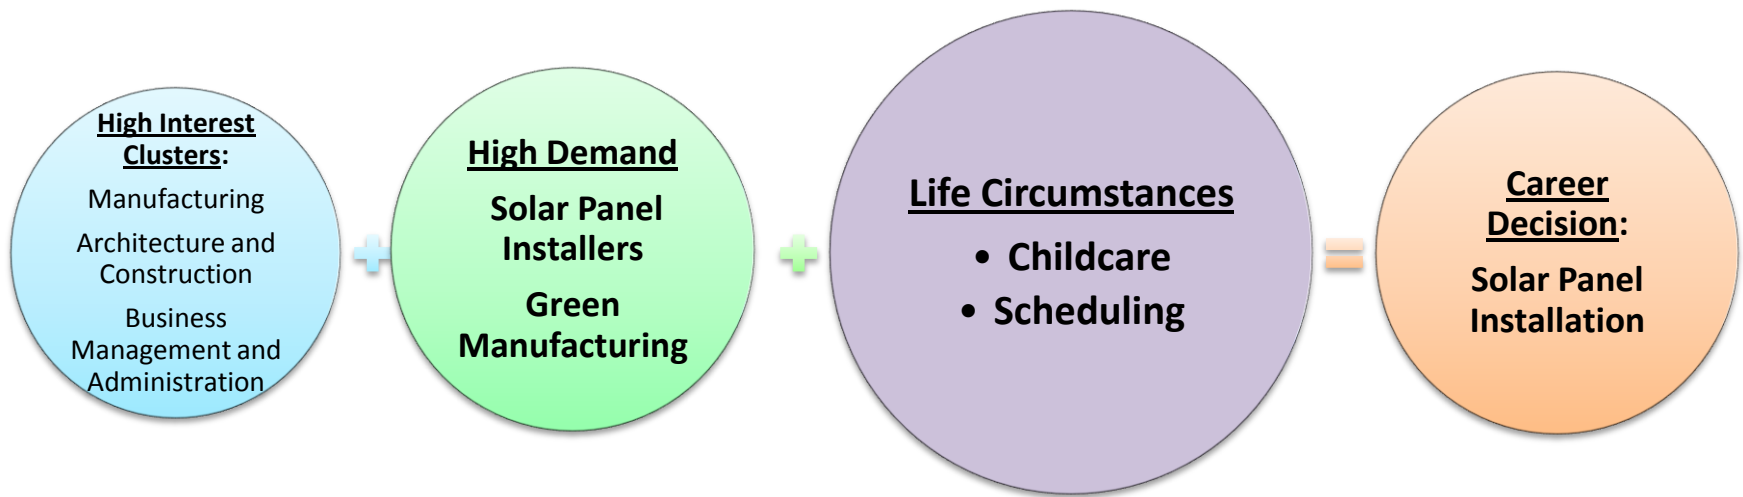 High Interest
Clusters:
Manufacturing
Architecture and
Construction
Business
Management and
Administration
High Demand
Solar Panel
Installers
Green
Manufacturing
Life Circumstances
• Childcare
• Scheduling
Career
Decision:
Solar Panel
Installation